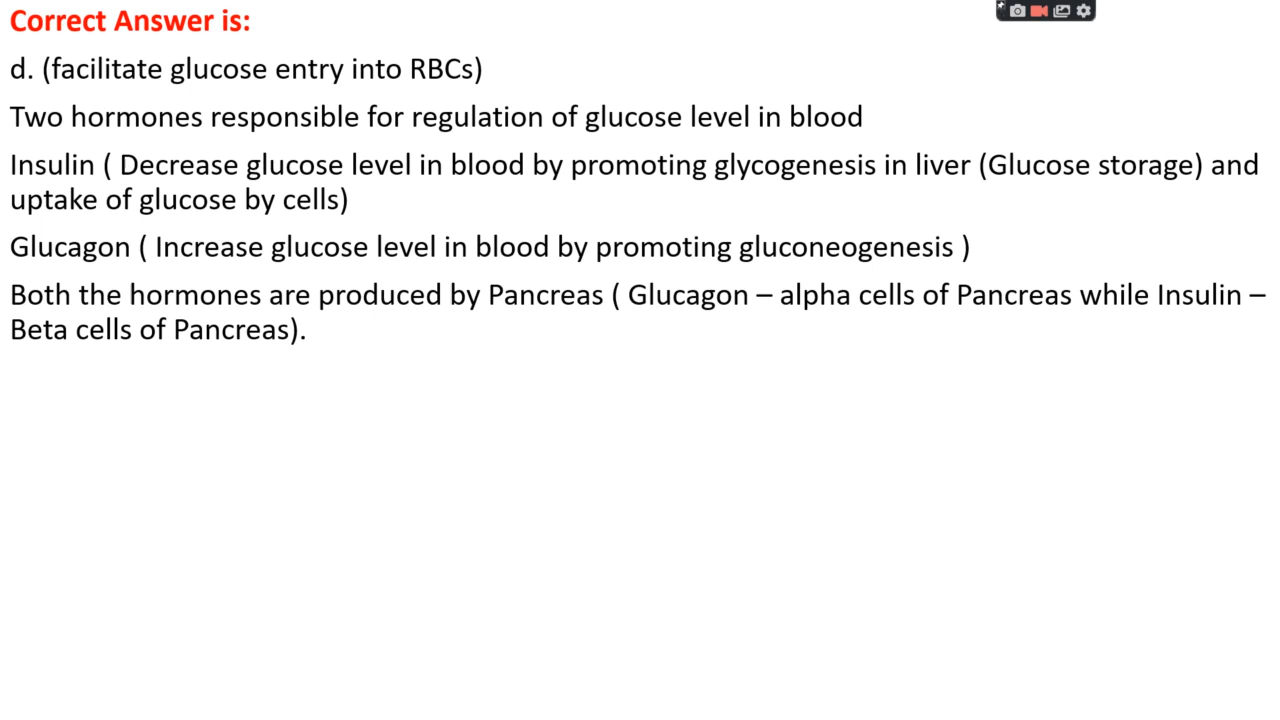 Correct Answer is:
d. (facilitate glucose entry into RBCs)
Two hormones responsible for regulation of glucose level in blood
Insulin ( Decrease glucose level in blood by promoting glycogenesis in liver (Glucose storage) and
uptake of glucose by cells)
Glucagon ( Increase glucose level in blood by promoting gluconeogenesis )
Both the hormones are produced by Pancreas ( Glucagon – alpha cells of Pancreas while Insulin –
Beta cells of Pancreas).